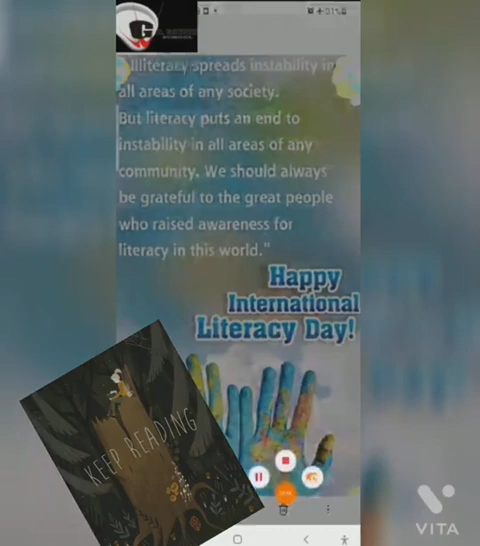 Illiteracy spreads instability in
all areas of any society.
But literacy puts an end to
instability in all areas of any
community. We should always
be grateful to the great people
who raised awareness for
literacy in this world."
Happy
International
Literacy Day!
KEEP READING
VITA